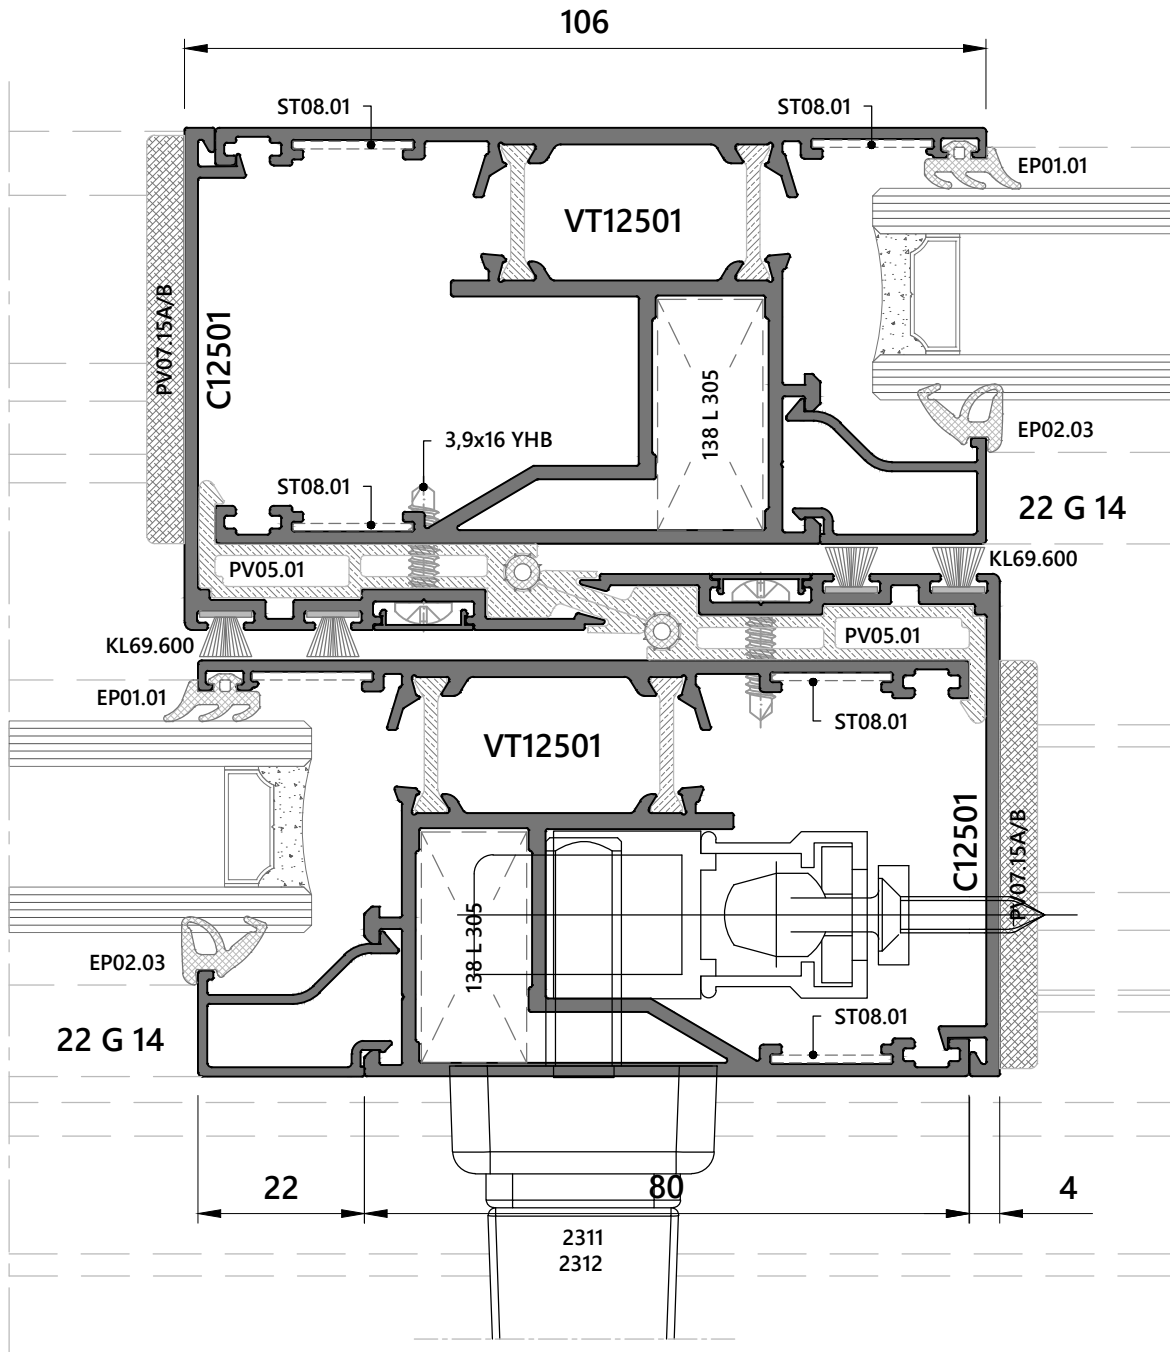 106
ST08.01
ST08.01
EP01.01
VT12501
PV07.15A/B
C12501
138 L 305
3,9x16 YHB
EP02.03
ST08.01
22 G 14
PV05.01
KL69.600
KL69.600
PV05.01
EP01.01
ST08.01
VT12501
C12501
PV07.15A/B
138 L 305
EP02.03
ST08.01
22 G 14
22
80
4
2311
2312